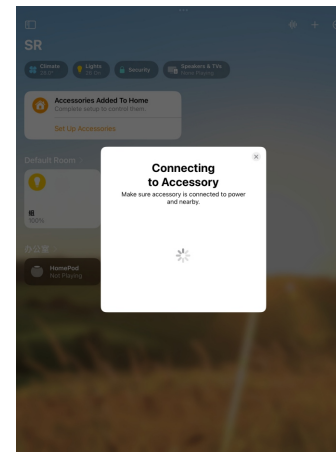 SR
Climate
Lights
Security
Speakers & TVs
Accessories Added To Home
Complete setup to control them.
Set Up Accessories
Default Room
100%
HomePod
Not Playing
Connecting
to Accessory
Make sure accessory is connected to power
and nearby.